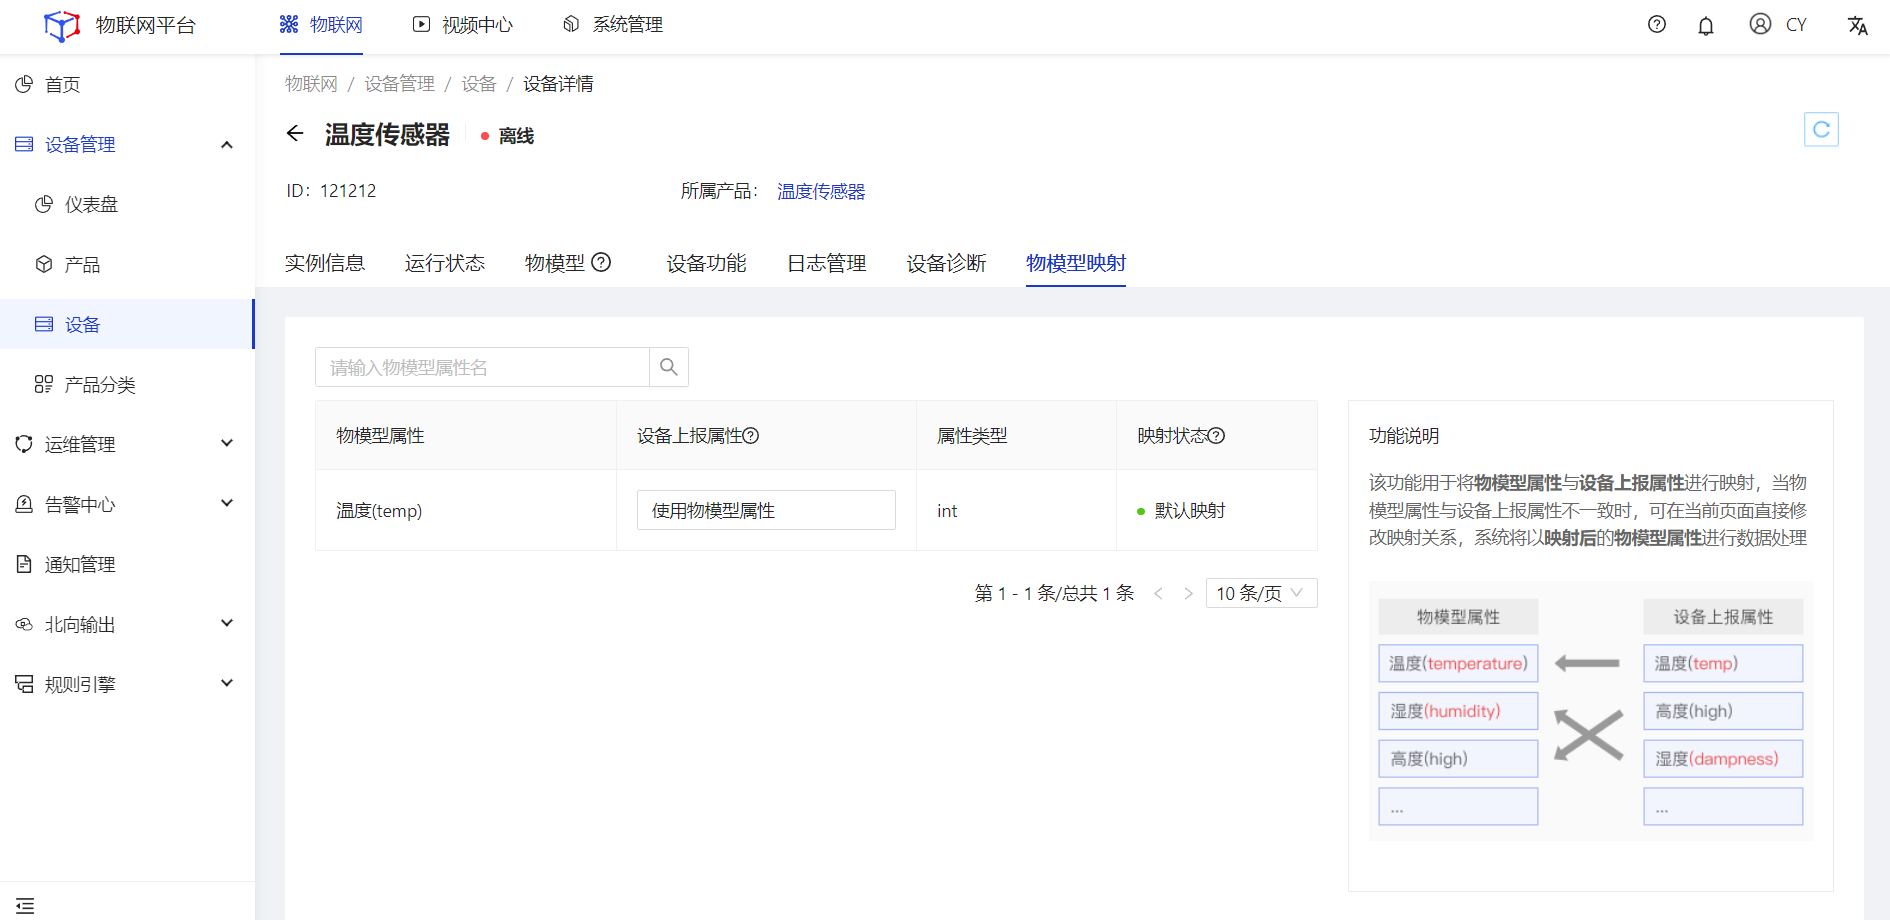 物联网平台
物联网
视频中心
系统管理
CY
首页
设备管理
仪表盘
产品
设备
产品分类
运维管理
告警中心
通知管理
北向输出
规则引擎
物联网 / 设备管理 / 设备 / 设备详情
温度传感器
离线
ID：121212
所属产品：
温度传感器
实例信息
运行状态
物模型
设备功能
日志管理
设备诊断
物模型映射
请输入物模型属性名
物模型属性
设备上报属性
属性类型
映射状态
温度(temp)
使用物模型属性
int
默认映射
第 1 - 1 条/总共 1 条
10 条/页
功能说明
该功能用于将物模型属性与设备上报属性进行映射，当物
模型属性与设备上报属性不一致时，可在当前页面直接修
改映射关系，系统将以映射后的物模型属性进行数据处理
物模型属性
设备上报属性
温度(temperature)
温度(temp)
湿度(humidity)
高度(high)
高度(high)
湿度(dampness)
...
...